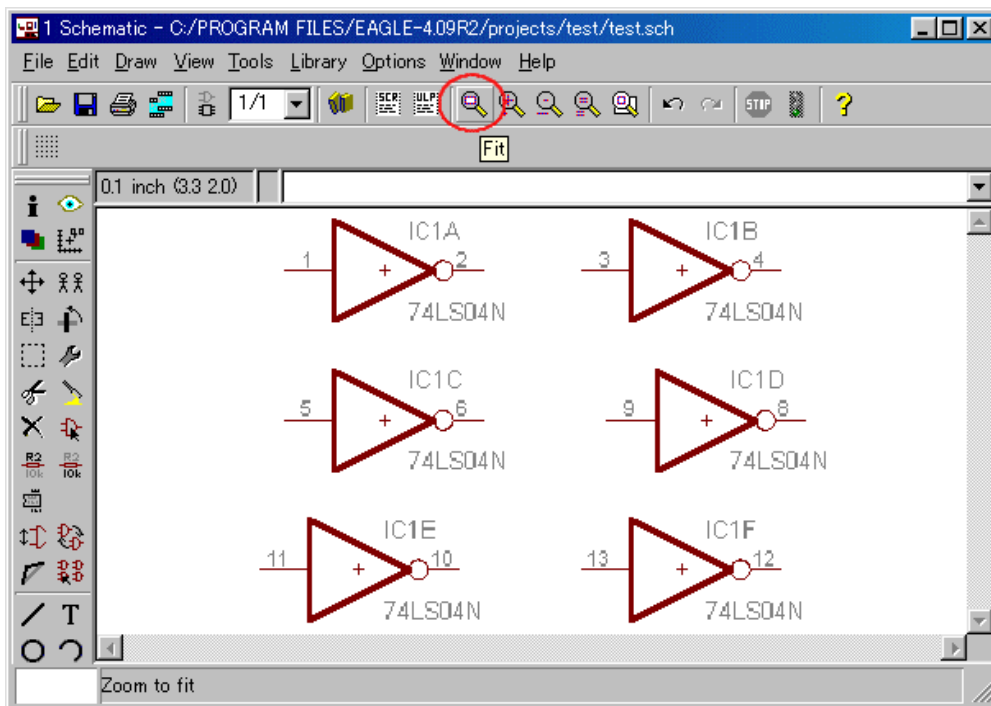 1 Schematic - C:/PROGRAM FILES/EAGLE-4.09R2/projects/test/test.sch
File Edit Draw View Tools Library Options Window Help
1/1 SCR ULP STOP ?
Fit
0.1 inch (3.3 2.0)
IC1A IC1B
1 2 3 4
74LS04N 74LS04N
IC1C IC1D
5 6 9 8
74LS04N 74LS04N
R2 R2
10k 10k
IC1E IC1F
11 10 13 12
74LS04N 74LS04N
T
Zoom to fit